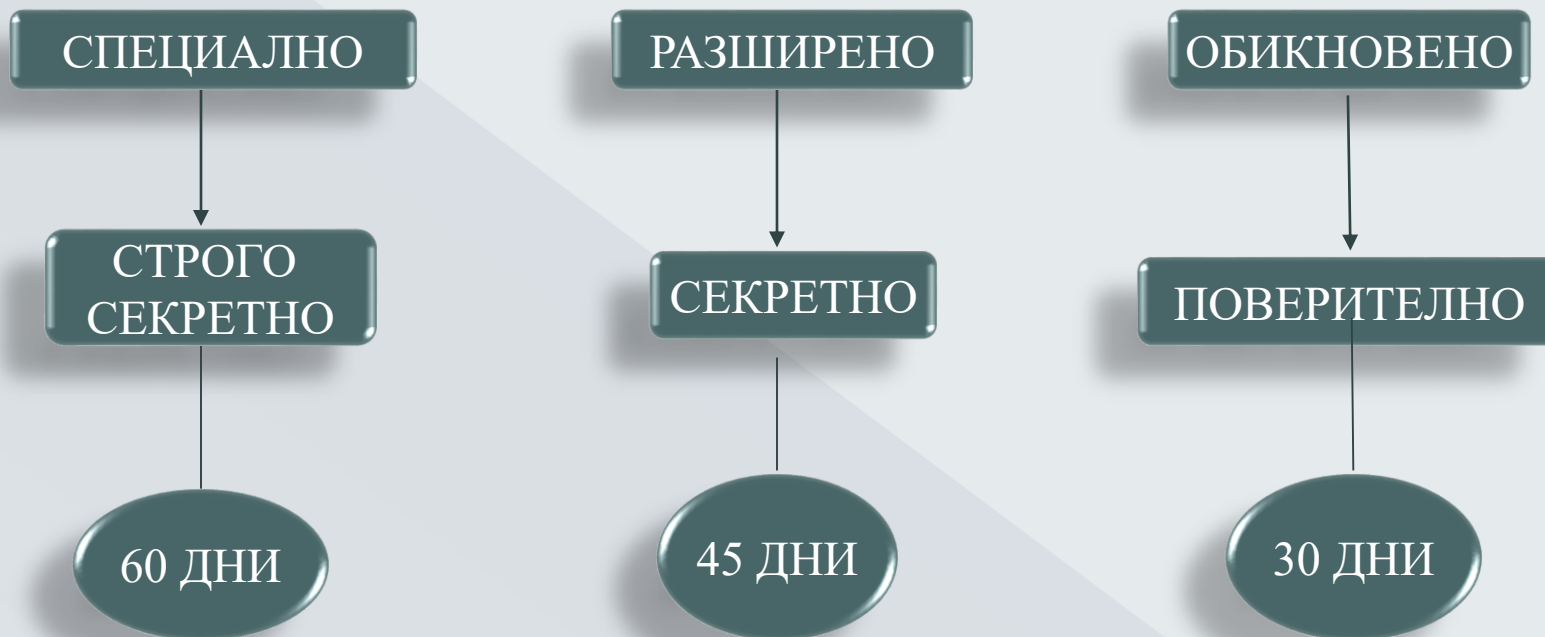 СПЕЦИАЛНО
РАЗШИРЕНО
ОБИКНОВЕНО
СТРОГО
СЕКРЕТНО
СЕКРЕТНО
ПОВЕРИТЕЛНО
60 ДНИ
45 ДНИ
30 ДНИ